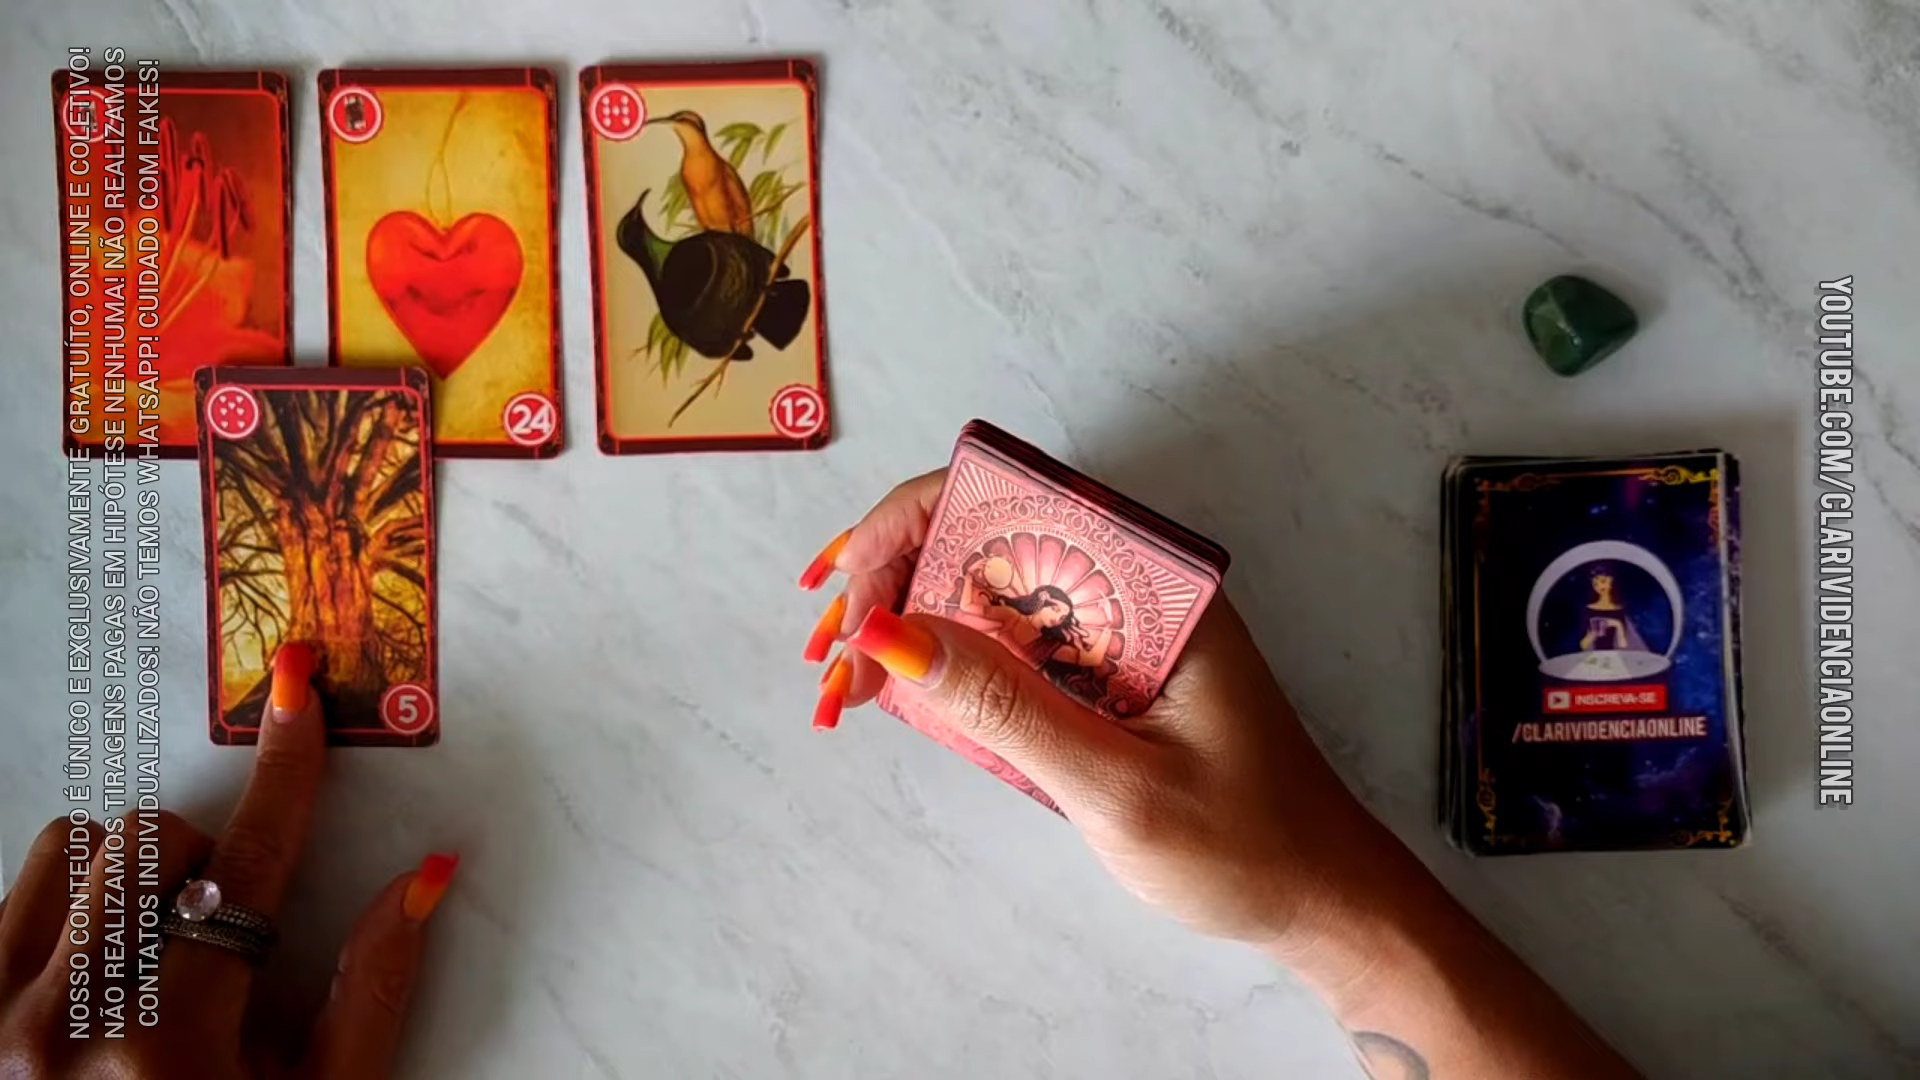 NOSSO CONTEÚDO É ÚNICO E EXCLUSIVAMENTE GRATUÍTO, ONLINE E COLETIVO!
NÃO REALIZAMOS TIRAGENS PAGAS EM HIPÓTESE NENHUMA! NÃO REALIZAMOS
CONTATOS INDIVIDUALIZADOS! NÃO TEMOS WHATSAPP! CUIDADO COM FAKES!
24
12
5
INSCREVA-SE
/CLARIVIDENCIAONLINE
YOUTUBE.COM/CLARIVIDENCIAONLINE